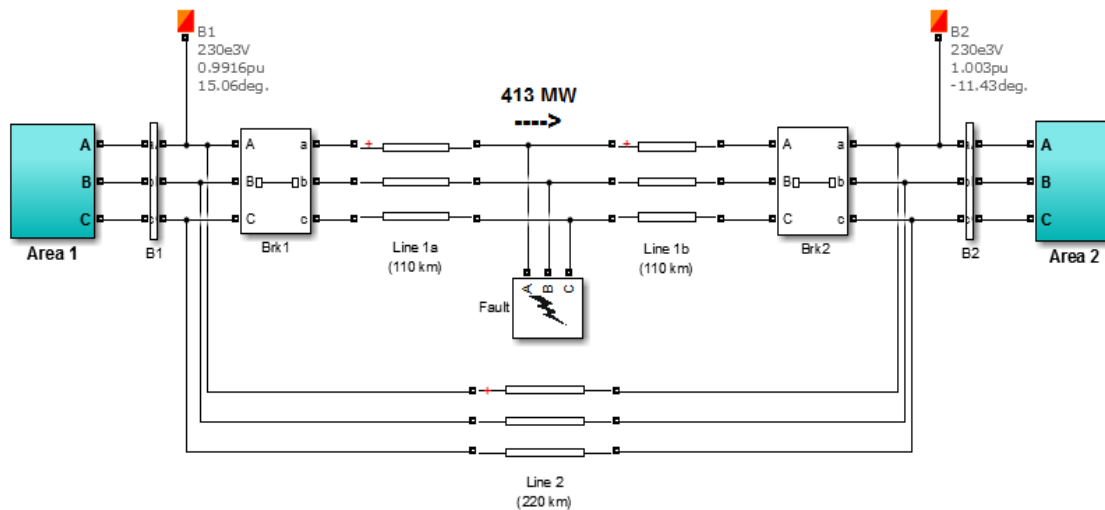 B1
230e3V
0.9916pu
15.06deg.
B2
230e3V
1.003pu
-11.43deg.
413 MW
---->
A
B
C
Area 1
a
B1
A a
B b
C c
Brk1
+
Line 1a
(110 km)
+
Line 1b
(110 km)
A a
B b
C c
Brk2
a
B2
A
B
C
Area 2
A B C
Fault
+
Line 2
(220 km)